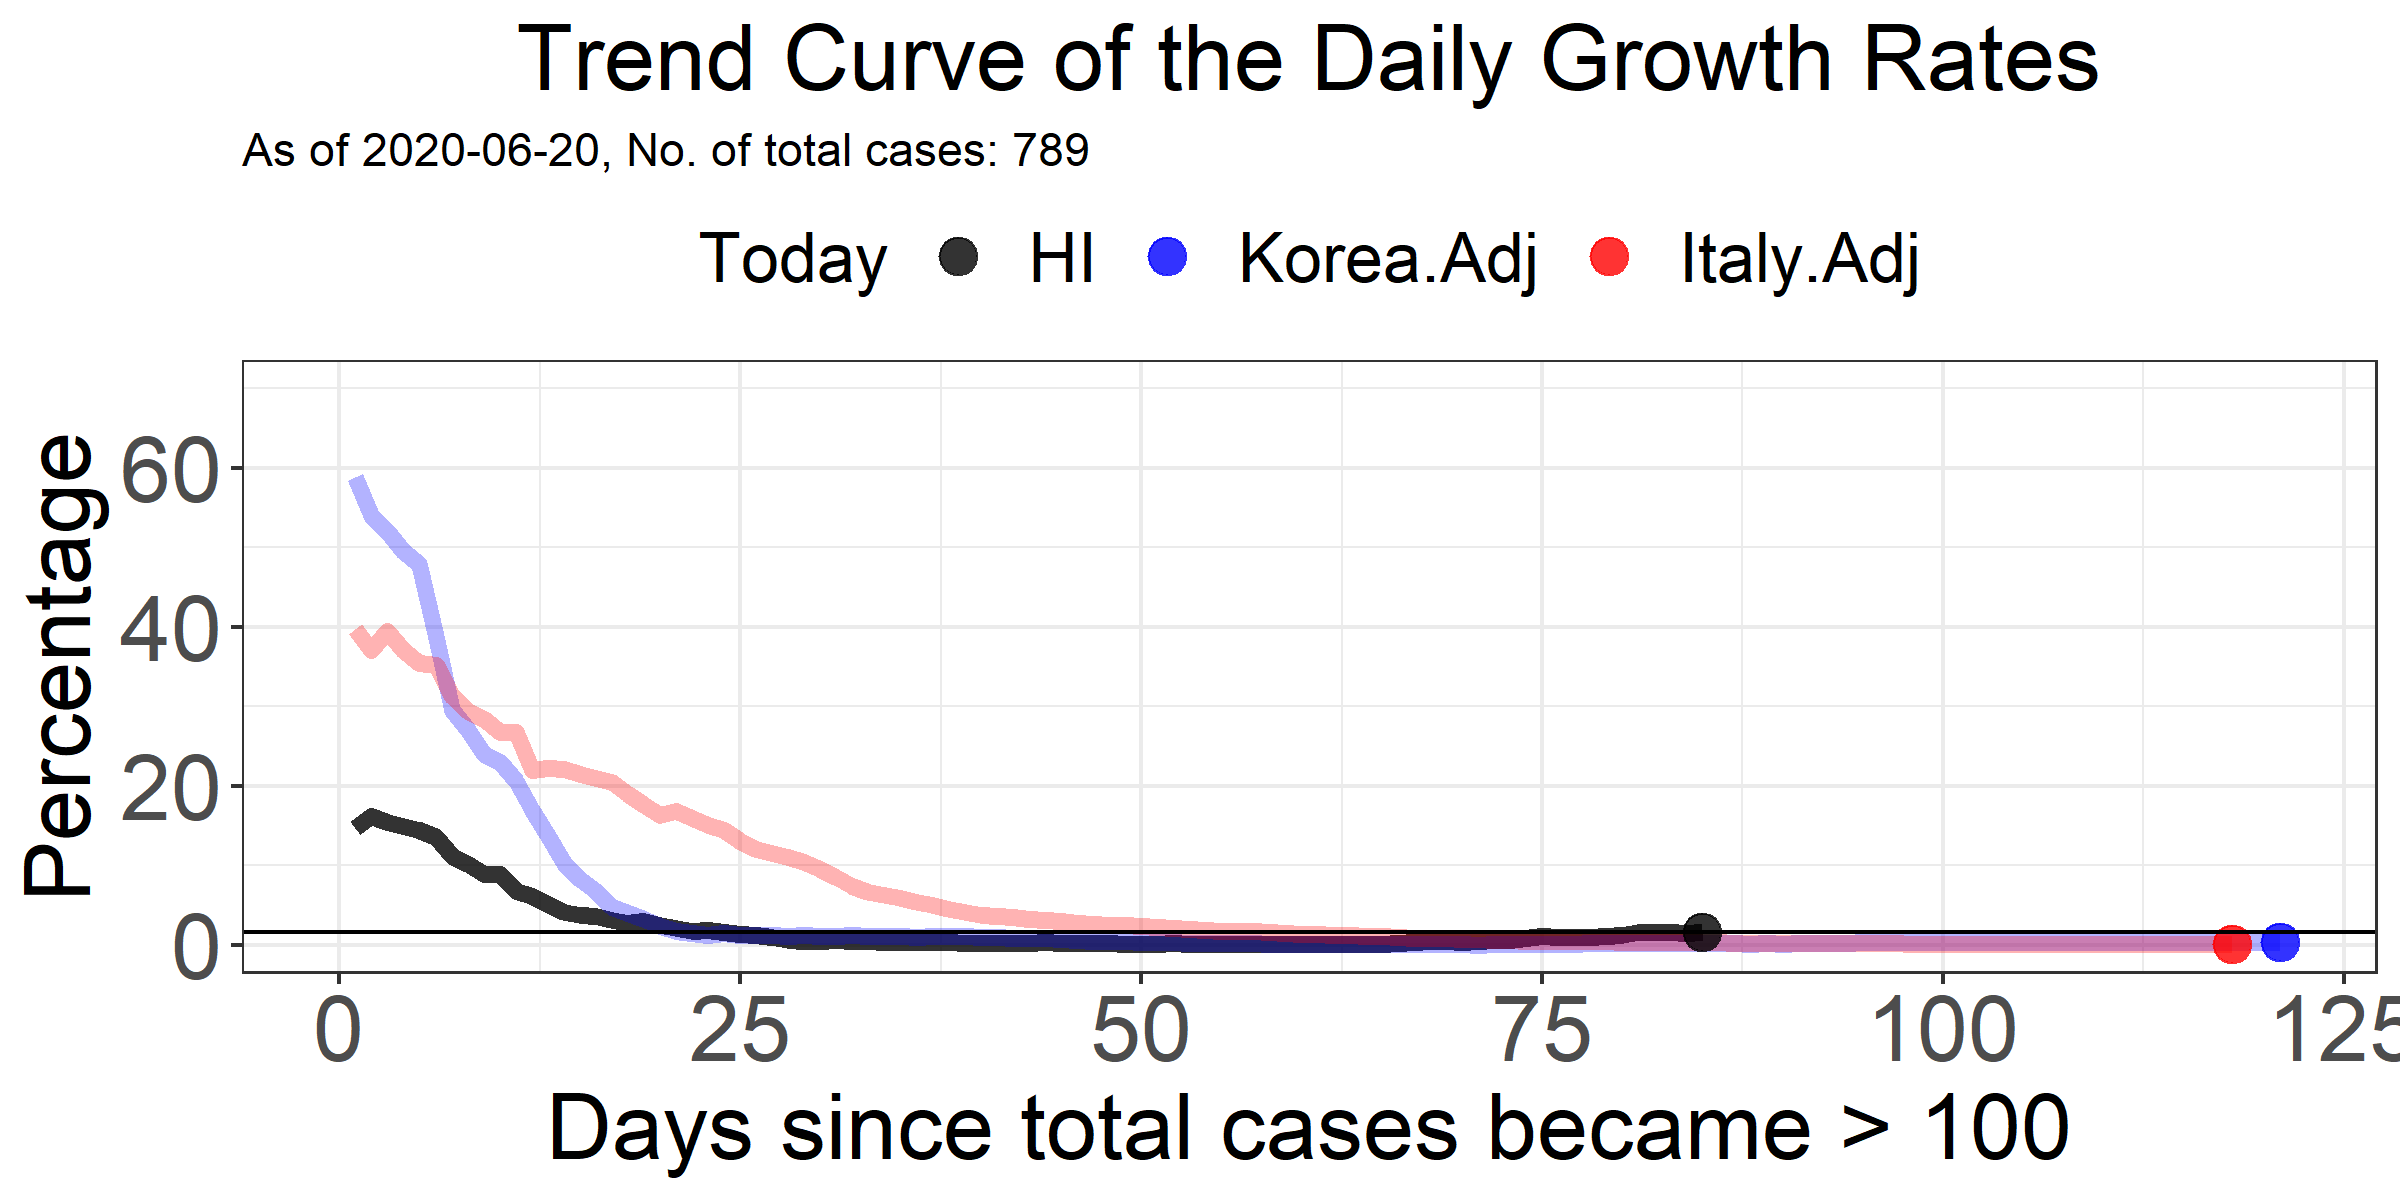 Trend Curve of the Daily Growth Rates
As of 2020-06-20, No. of total cases: 789
Today HI Korea.Adj Italy.Adj
Percentage
60
40
20
0
0 25 50 75 100 125
Days since total cases became > 100